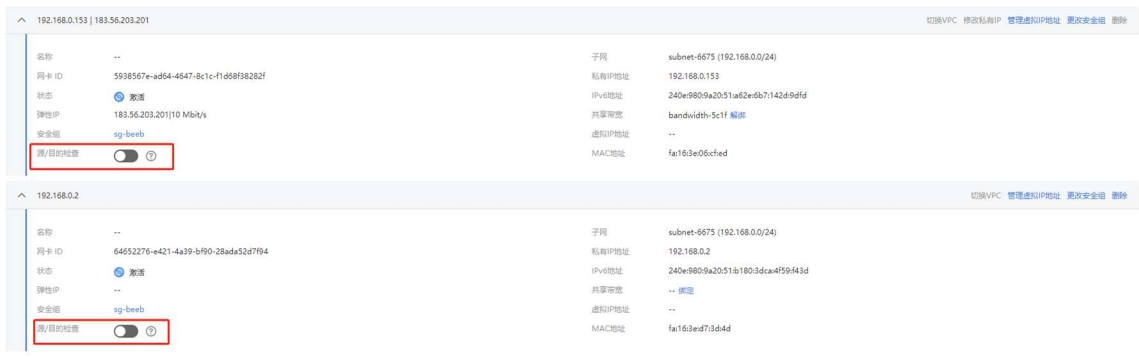 192.168.0.153 | 183.56.203.201 切换VPC 修改私有IP 管理虚拟IP地址 更改安全组 删除
名称 -- 子网 subnet-6675 (192.168.0.0/24)
网卡 ID 5938567e-ad64-4647-8c1c-f1d68f38282f 私有IP地址 192.168.0.153
状态 激活 IPv6地址 240e:980:9a20:51:a62e:6b7:142d:9dfd
弹性IP 183.56.203.201|10 Mbit/s 共享带宽 bandwidth-5c1f 解绑
安全组 sg-beeb 虚拟IP地址 --
源/目的检查 MAC地址 fa:16:3e:06:cf:ed
192.168.0.2 切换VPC 管理虚拟IP地址 更改安全组 删除
名称 -- 子网 subnet-6675 (192.168.0.0/24)
网卡 ID 64652276-e421-4a39-bf90-28ada52d7f94 私有IP地址 192.168.0.2
状态 激活 IPv6地址 240e:980:9a20:51:b180:3dca:4f59:f43d
弹性IP -- 共享带宽 -- 绑定
安全组 sg-beeb 虚拟IP地址 --
源/目的检查 MAC地址 fa:16:3e:d7:3d:4d